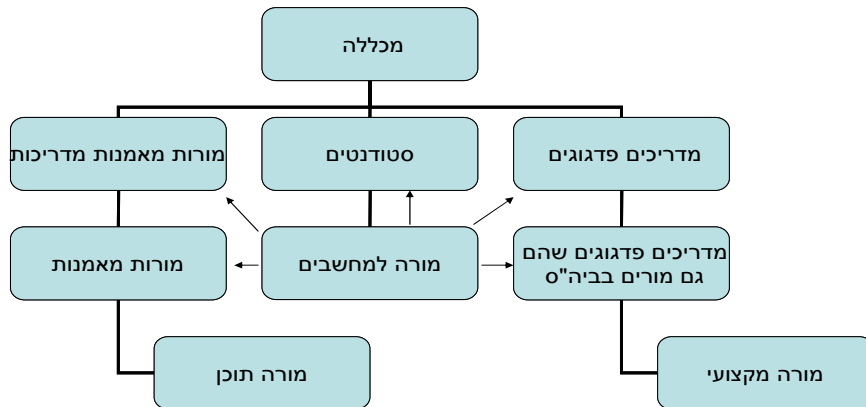 מכללה
מדריכים פדגוגים
סטודנטים
מורות מאמנות מדריכות
מדריכים פדגוגים שהם
גם מורים בביה"ס
מורה למחשבים
מורות מאמנות
מורה מקצועי
מורה תוכן